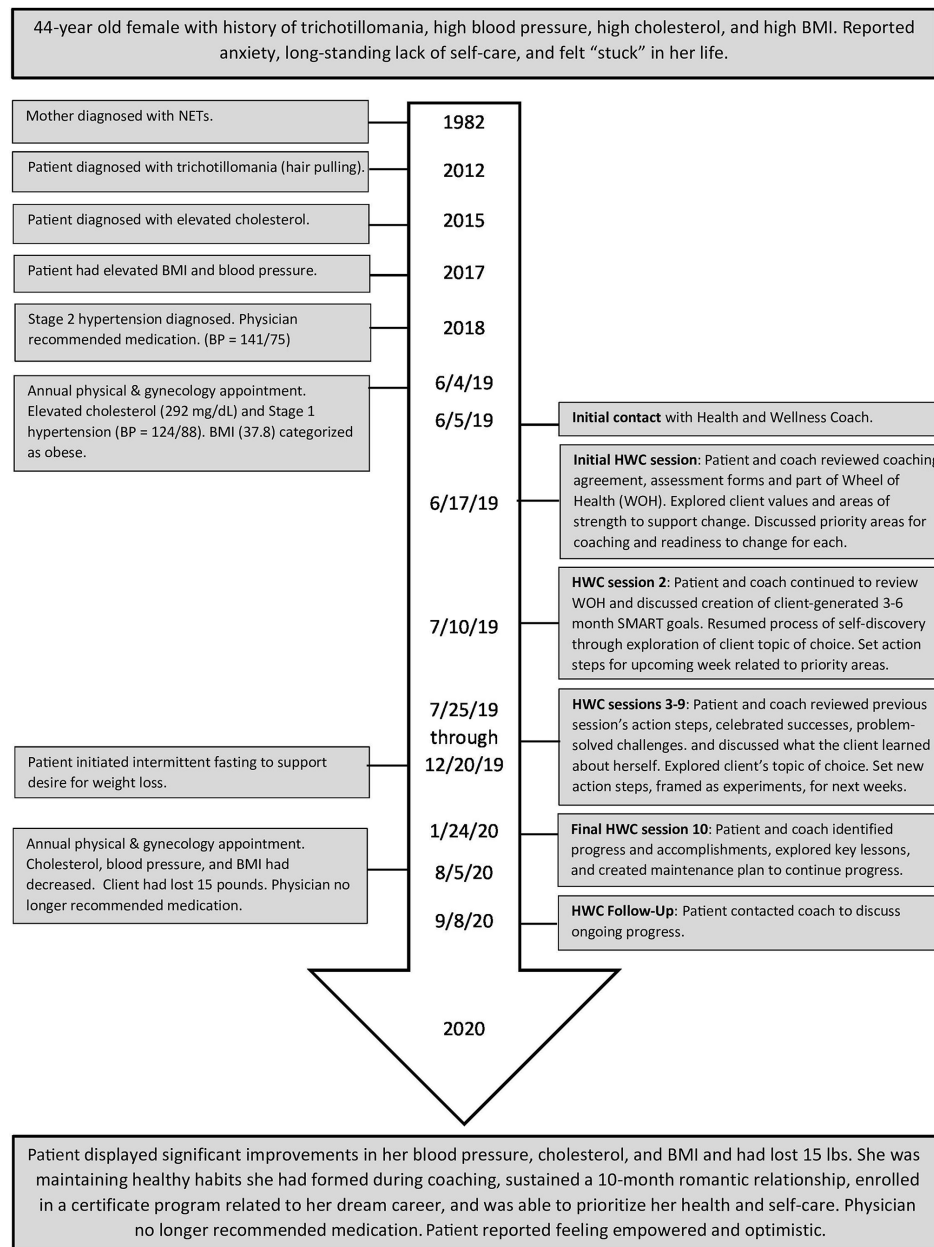 44-year old female with history of trichotillomania, high blood pressure, high cholesterol, and high BMI. Reported
anxiety, long-standing lack of self-care, and felt “stuck” in her life.
Mother diagnosed with NETs.
1982
Patient diagnosed with trichotillomania (hair pulling).
2012
Patient diagnosed with elevated cholesterol.
2015
Patient had elevated BMI and blood pressure.
2017
Stage 2 hypertension diagnosed. Physician
recommended medication. (BP = 141/75)
2018
Annual physical & gynecology appointment.
Elevated cholesterol (292 mg/dL) and Stage 1
hypertension (BP = 124/88). BMI (37.8) categorized
as obese.
6/4/19
6/5/19
Initial contact with Health and Wellness Coach.
6/17/19
Initial HWC session: Patient and coach reviewed coaching
agreement, assessment forms and part of Wheel of
Health (WOH). Explored client values and areas of
strength to support change. Discussed priority areas for
coaching and readiness to change for each.
7/10/19
HWC session 2: Patient and coach continued to review
WOH and discussed creation of client-generated 3-6
month SMART goals. Resumed process of self-discovery
through exploration of client topic of choice. Set action
steps for upcoming week related to priority areas.
7/25/19
through
12/20/19
HWC sessions 3-9: Patient and coach reviewed previous
session’s action steps, celebrated successes, problem-
solved challenges. and discussed what the client learned
about herself. Explored client’s topic of choice. Set new
action steps, framed as experiments, for next weeks.
Patient initiated intermittent fasting to support
desire for weight loss.
1/24/20
Final HWC session 10: Patient and coach identified
progress and accomplishments, explored key lessons,
and created maintenance plan to continue progress.
Annual physical & gynecology appointment.
Cholesterol, blood pressure, and BMI had
decreased. Client had lost 15 pounds. Physician no
longer recommended medication.
8/5/20
9/8/20
HWC Follow-Up: Patient contacted coach to discuss
ongoing progress.
2020
Patient displayed significant improvements in her blood pressure, cholesterol, and BMI and had lost 15 lbs. She was
maintaining healthy habits she had formed during coaching, sustained a 10-month romantic relationship, enrolled
in a certificate program related to her dream career, and was able to prioritize her health and self-care. Physician
no longer recommended medication. Patient reported feeling empowered and optimistic.